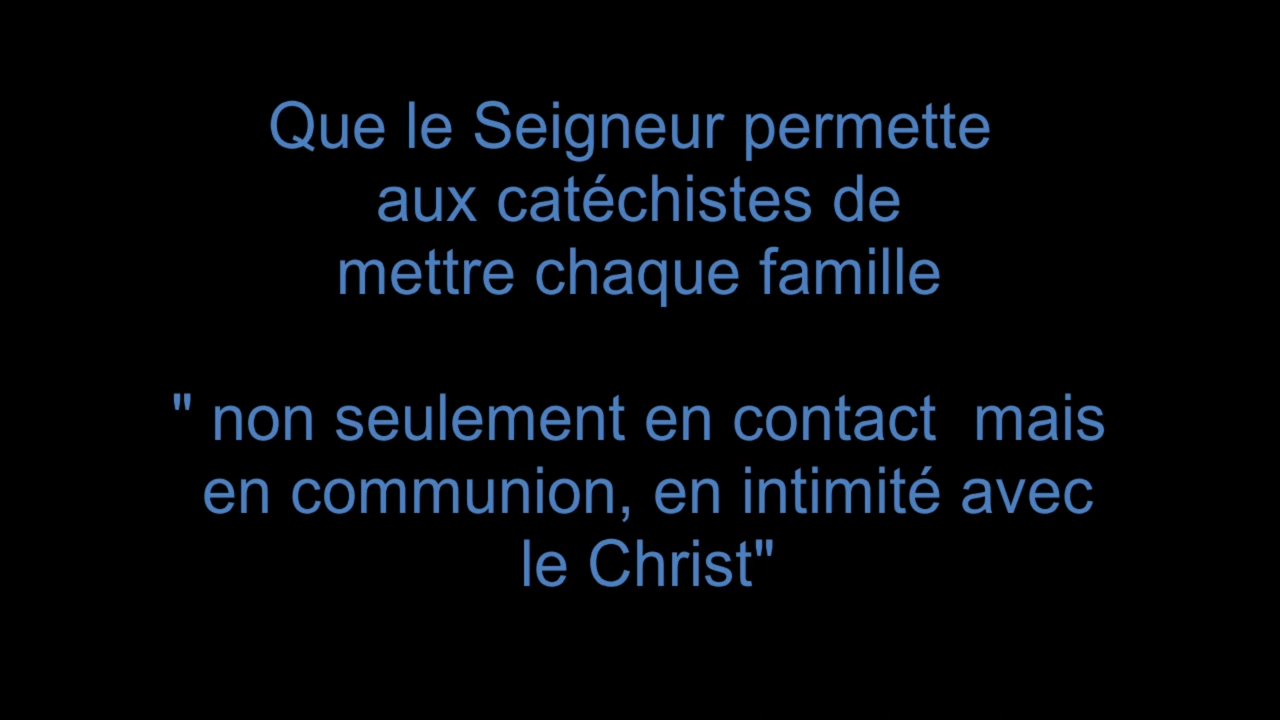 Que le Seigneur permette
aux catéchistes de
mettre chaque famille
" non seulement en contact  mais
en communion, en intimité avec
le Christ"